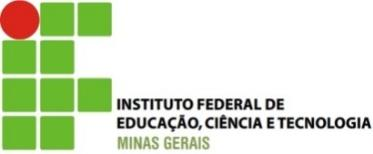 INSTITUTO FEDERAL DE
EDUCAÇÃO, CIÊNCIA E TECNOLOGIA
MINAS GERAIS